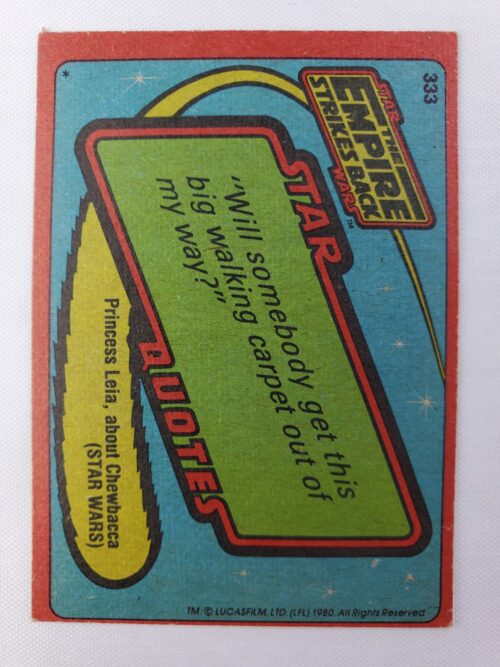 333
STAR
THE
EMPIRE
STRIKES BACK
WARS™
STAR
"Will somebody get this
big walking carpet out of
my way?"
QUOTES
Princess Leia, about Chewbacca
(STAR WARS)
*
TM. © LUCASFILM, LTD. (LFL) 1980. All Rights Reserved